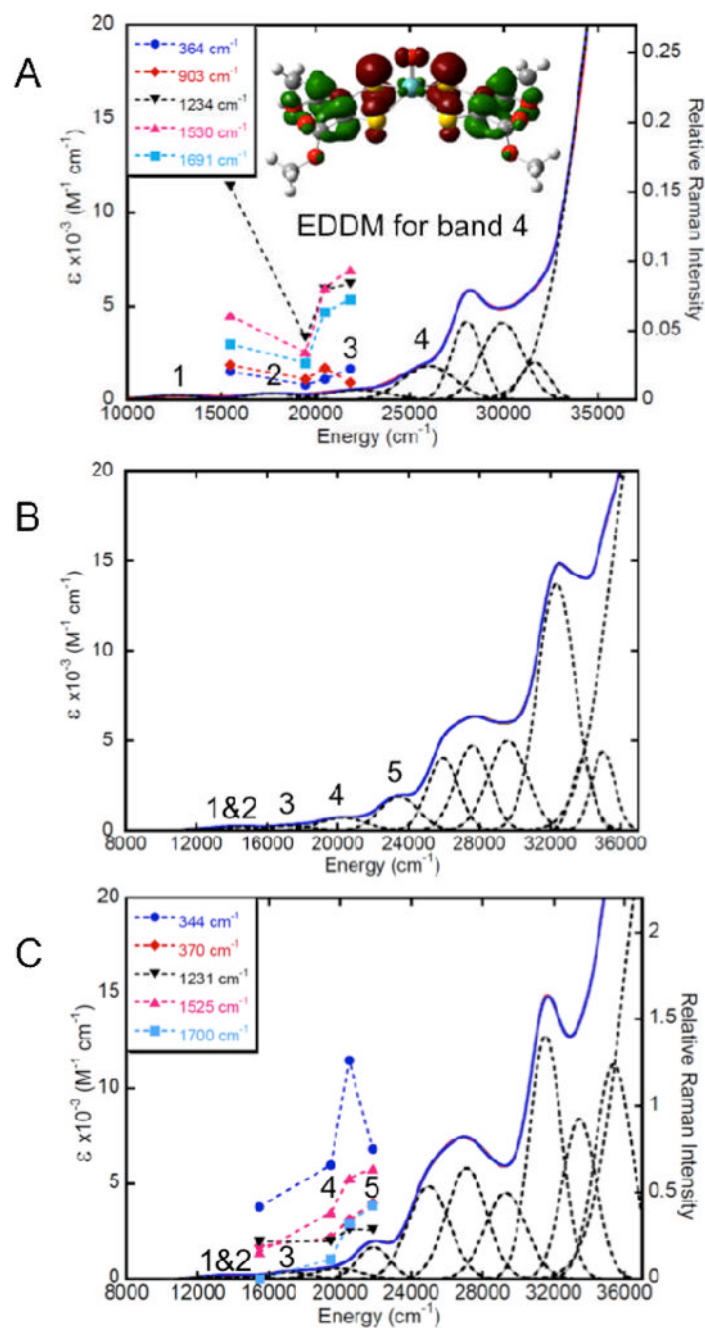 A
20
15
10
5
0
ε x10⁻³ (M⁻¹ cm⁻¹)
364 cm⁻¹
903 cm⁻¹
1234 cm⁻¹
1530 cm⁻¹
1691 cm⁻¹
EDDM for band 4
1
2
3
4
0.25
0.2
0.15
0.1
0.05
0
Relative Raman Intensity
10000 15000 20000 25000 30000 35000
Energy (cm⁻¹)
B
20
15
10
5
0
ε x10⁻³ (M⁻¹ cm⁻¹)
1&2
3
4
5
8000 12000 16000 20000 24000 28000 32000 36000
Energy (cm⁻¹)
C
20
15
10
5
0
ε x10⁻³ (M⁻¹ cm⁻¹)
344 cm⁻¹
370 cm⁻¹
1231 cm⁻¹
1525 cm⁻¹
1700 cm⁻¹
1&2
3
4
5
2
1.5
1
0.5
0
Relative Raman Intensity
8000 12000 16000 20000 24000 28000 32000 36000
Energy (cm⁻¹)